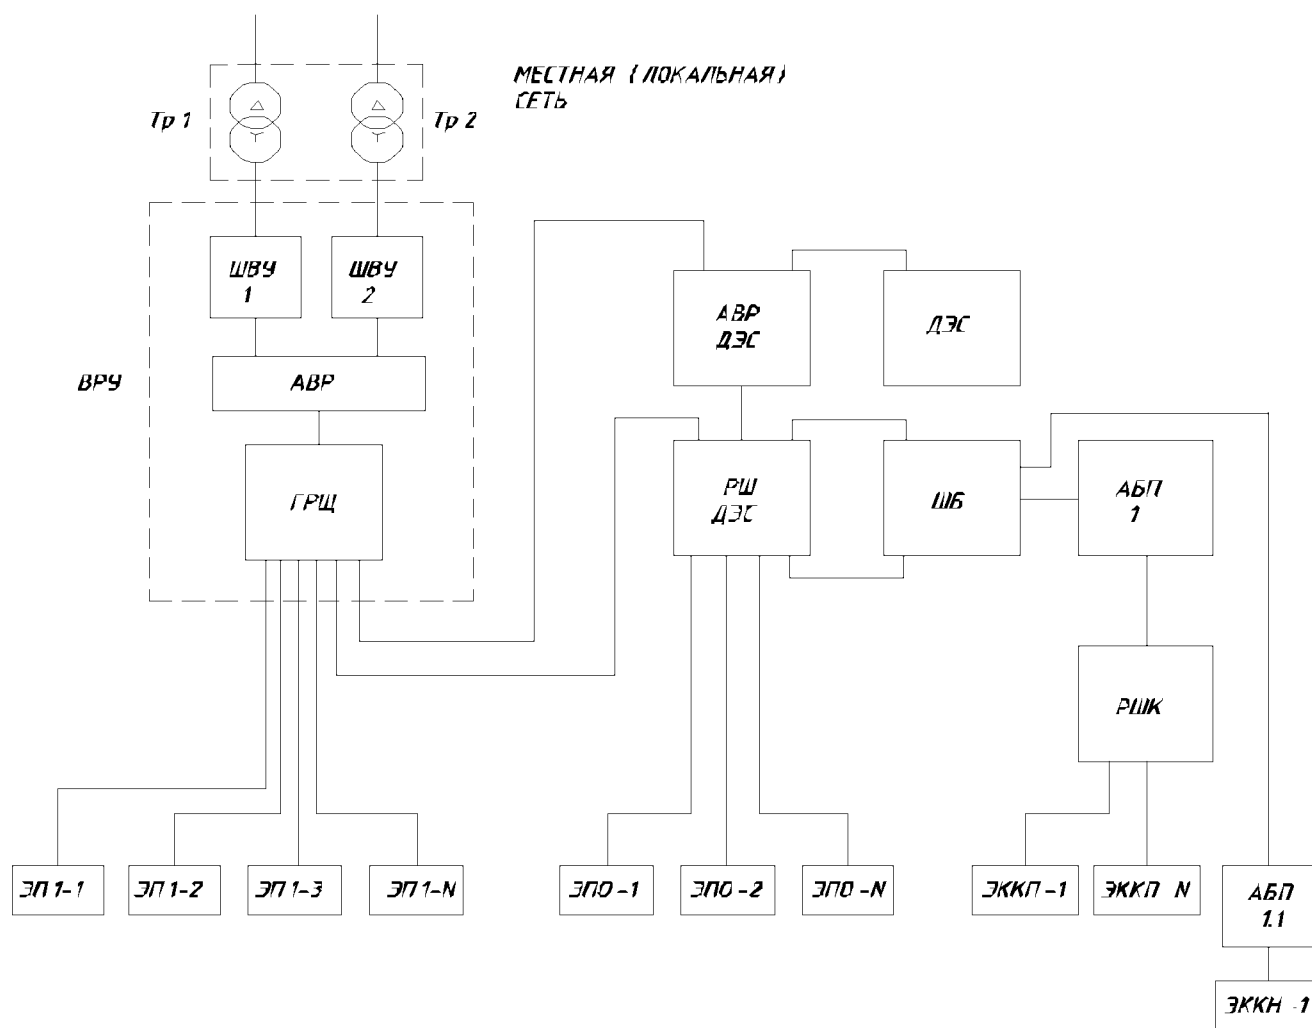 МЕСТНАЯ (ЛОКАЛЬНАЯ)
СЕТЬ
Тр 1
Тр 2
ШВУ
1
ШВУ
2
ВРУ
АВР
ГРЩ
АВР
ДЭС
ДЭС
РШ
ДЭС
ШБ
АБП
1
РШК
ЭП 1-1
ЭП 1-2
ЭП 1-3
ЭП 1-N
ЭПО -1
ЭПО -2
ЭПО -N
ЭККП -1
ЭККП N
АБП
1.1
ЭККН -1